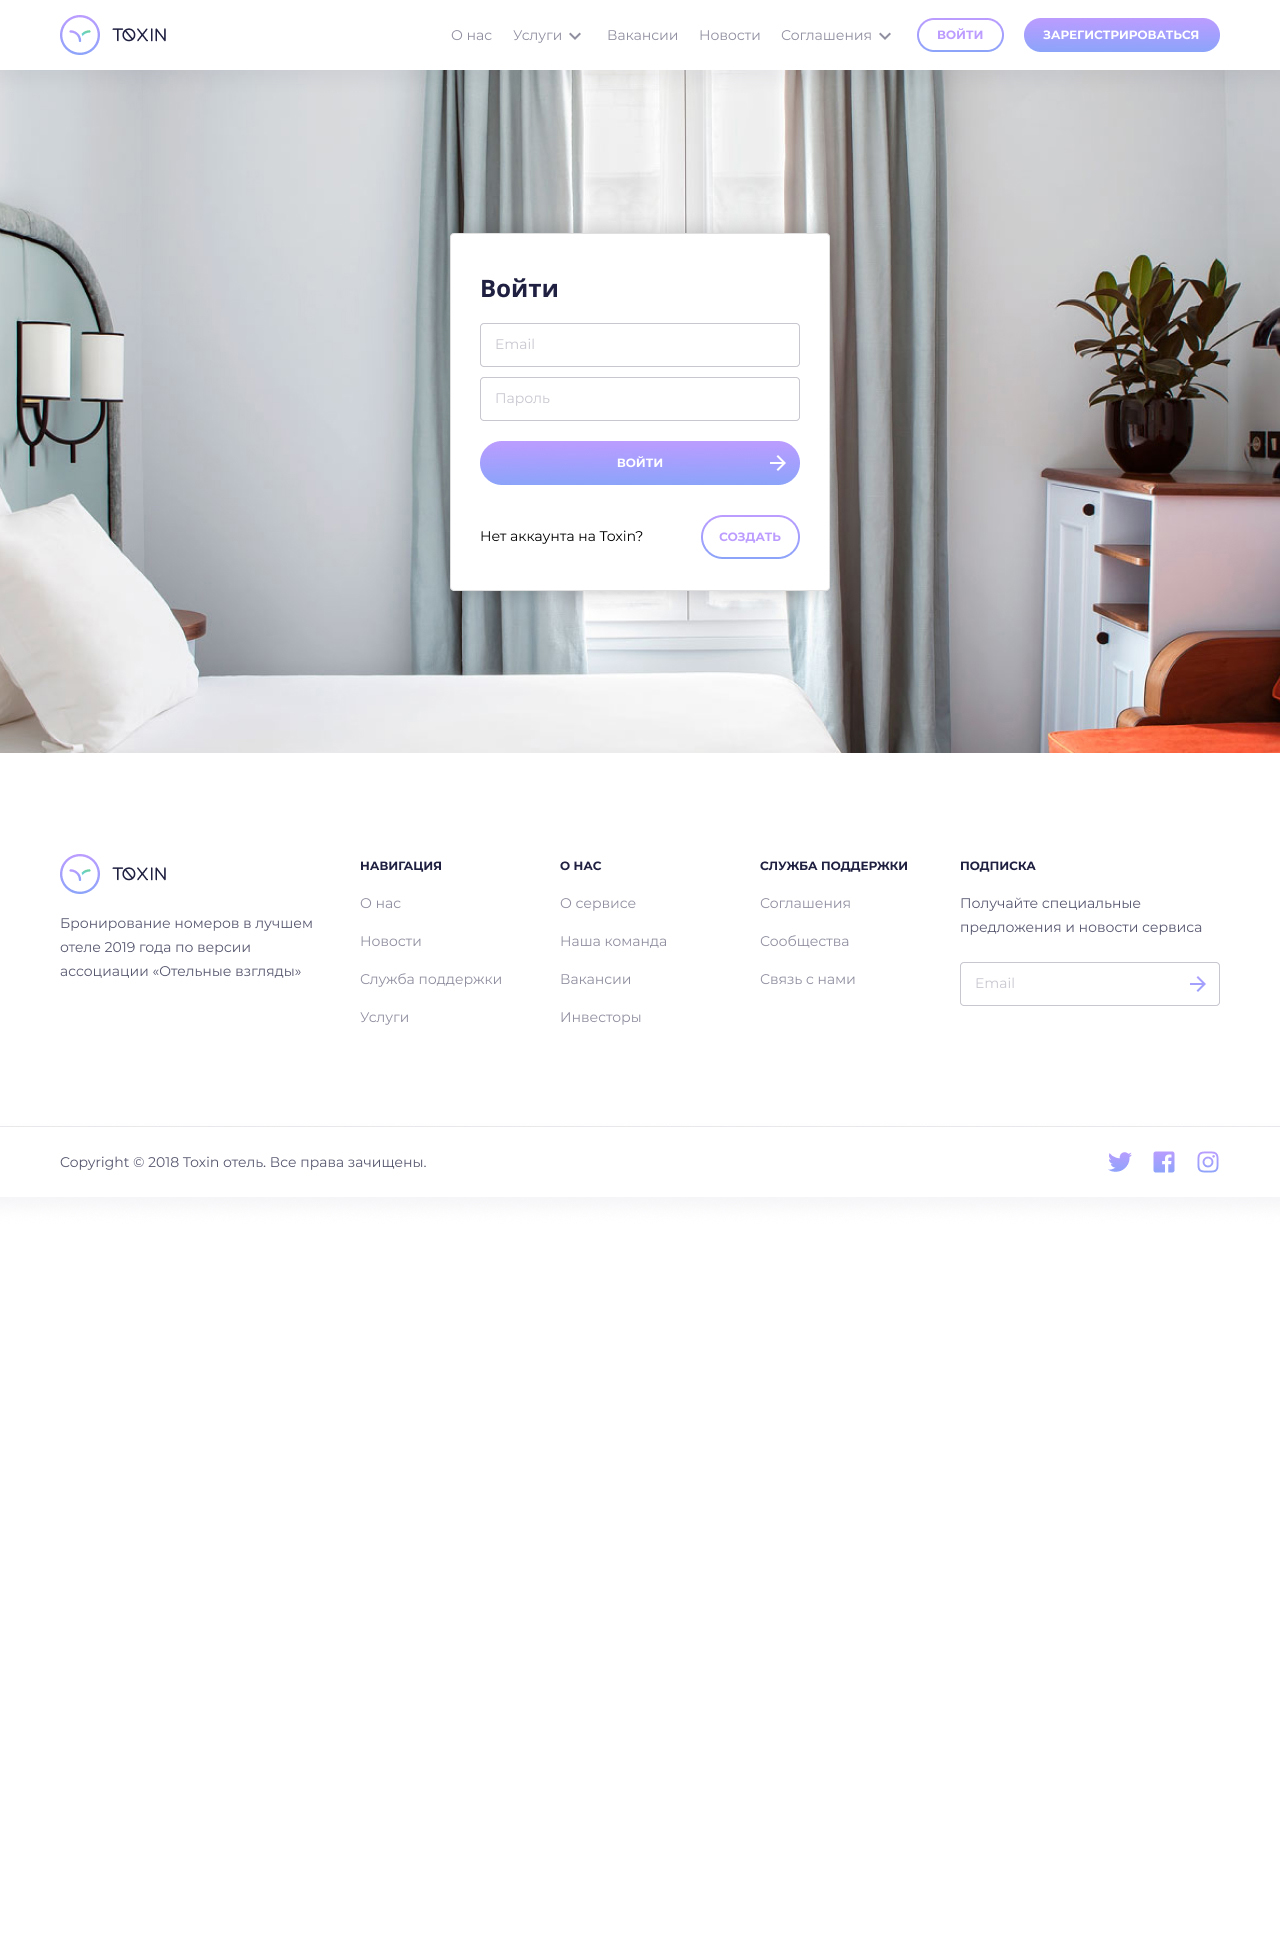 TOXIN
О нас
Услуги
Вакансии
Новости
Соглашения
ВОЙТИ
ЗАРЕГИСТРИРОВАТЬСЯ
Войти
Email
Пароль
ВОЙТИ
Нет аккаунта на Toxin?
СОЗДАТЬ
TOXIN
Бронирование номеров в лучшем
отеле 2019 года по версии
ассоциации «Отельные взгляды»
НАВИГАЦИЯ
О нас
Новости
Служба поддержки
Услуги
О НАС
О сервисе
Наша команда
Вакансии
Инвесторы
СЛУЖБА ПОДДЕРЖКИ
Соглашения
Сообщества
Связь с нами
ПОДПИСКА
Получайте специальные
предложения и новости сервиса
Email
Copyright © 2018 Toxin отель. Все права зачищены.